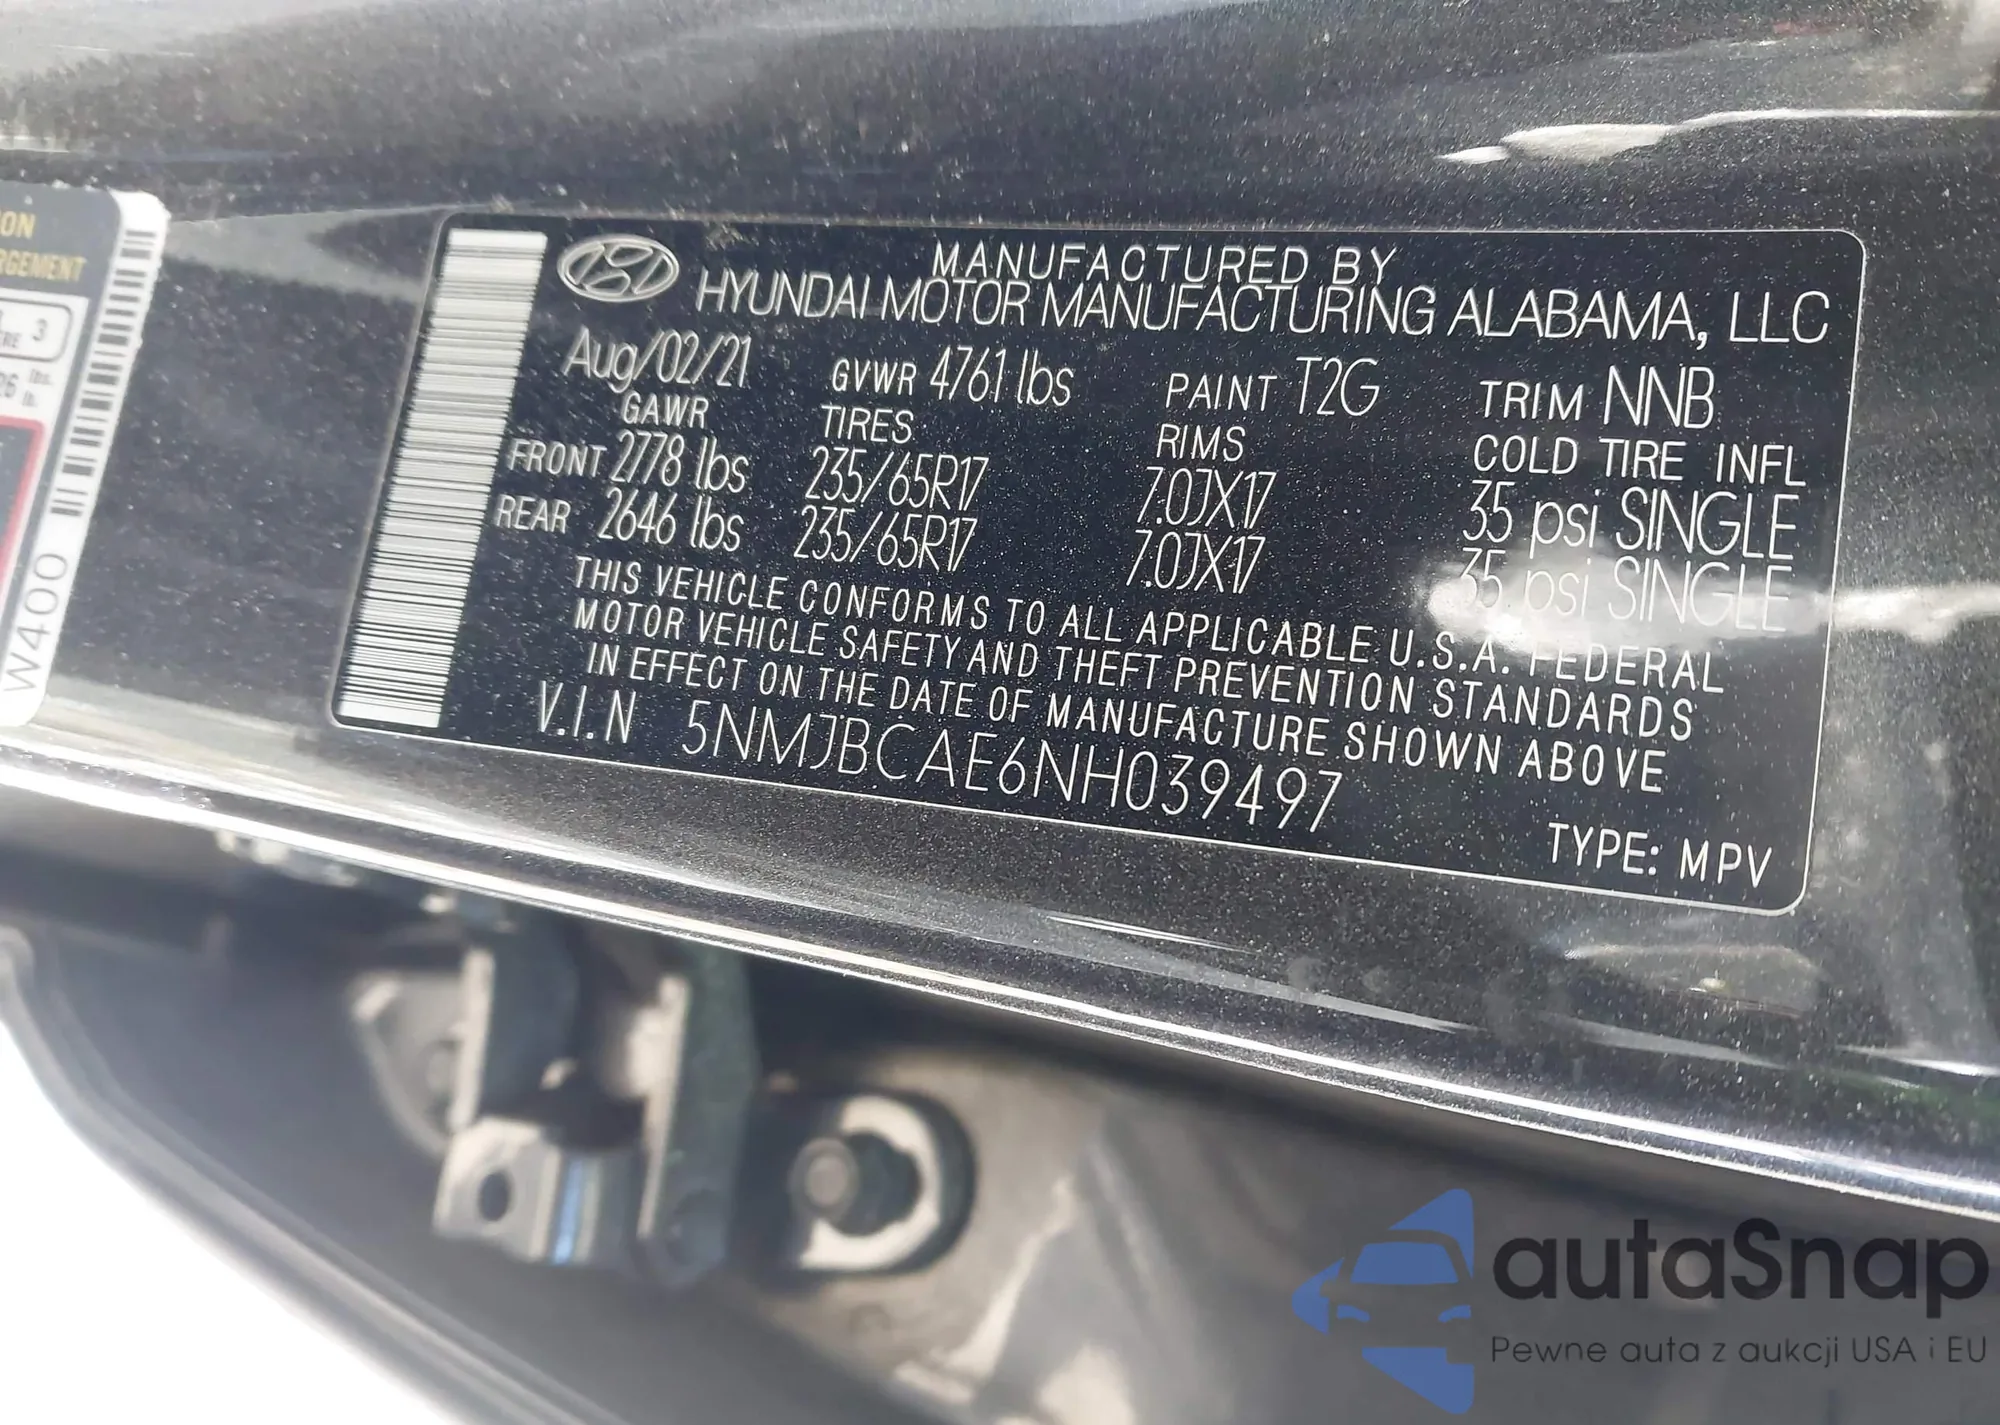 MANUFACTURED BY
HYUNDAI MOTOR MANUFACTURING ALABAMA, LLC
Aug/02/21 GVWR 4761 lbs PAINT T2G TRIM NNB
GAWR TIRES RIMS COLD TIRE INFL
FRONT 2778 lbs 235/65R17 7.0JX17 35 psi SINGLE
REAR 2646 lbs 235/65R17 7.0JX17 35 psi SINGLE
THIS VEHICLE CONFORMS TO ALL APPLICABLE U.S.A. FEDERAL
MOTOR VEHICLE SAFETY AND THEFT PREVENTION STANDARDS
IN EFFECT ON THE DATE OF MANUFACTURE SHOWN ABOVE
V.I.N 5NMJBCAE6NH039497
TYPE: MPV
3
lbs.
lb.
W400
autaSnap
Pewne auta z aukcji USA i EU